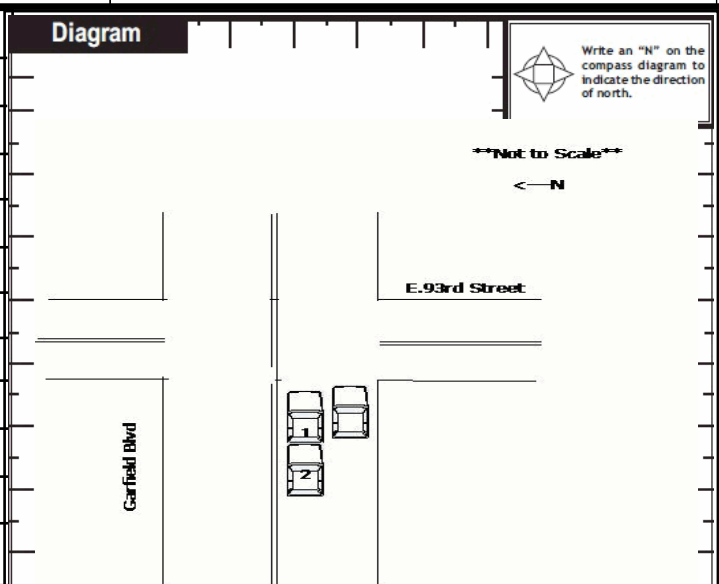 Diagram
Write an “N” on the
compass diagram to
indicate the direction
of north.
**Not to Scale**
<—N
E.93rd Street
Garfield Blvd
1
2